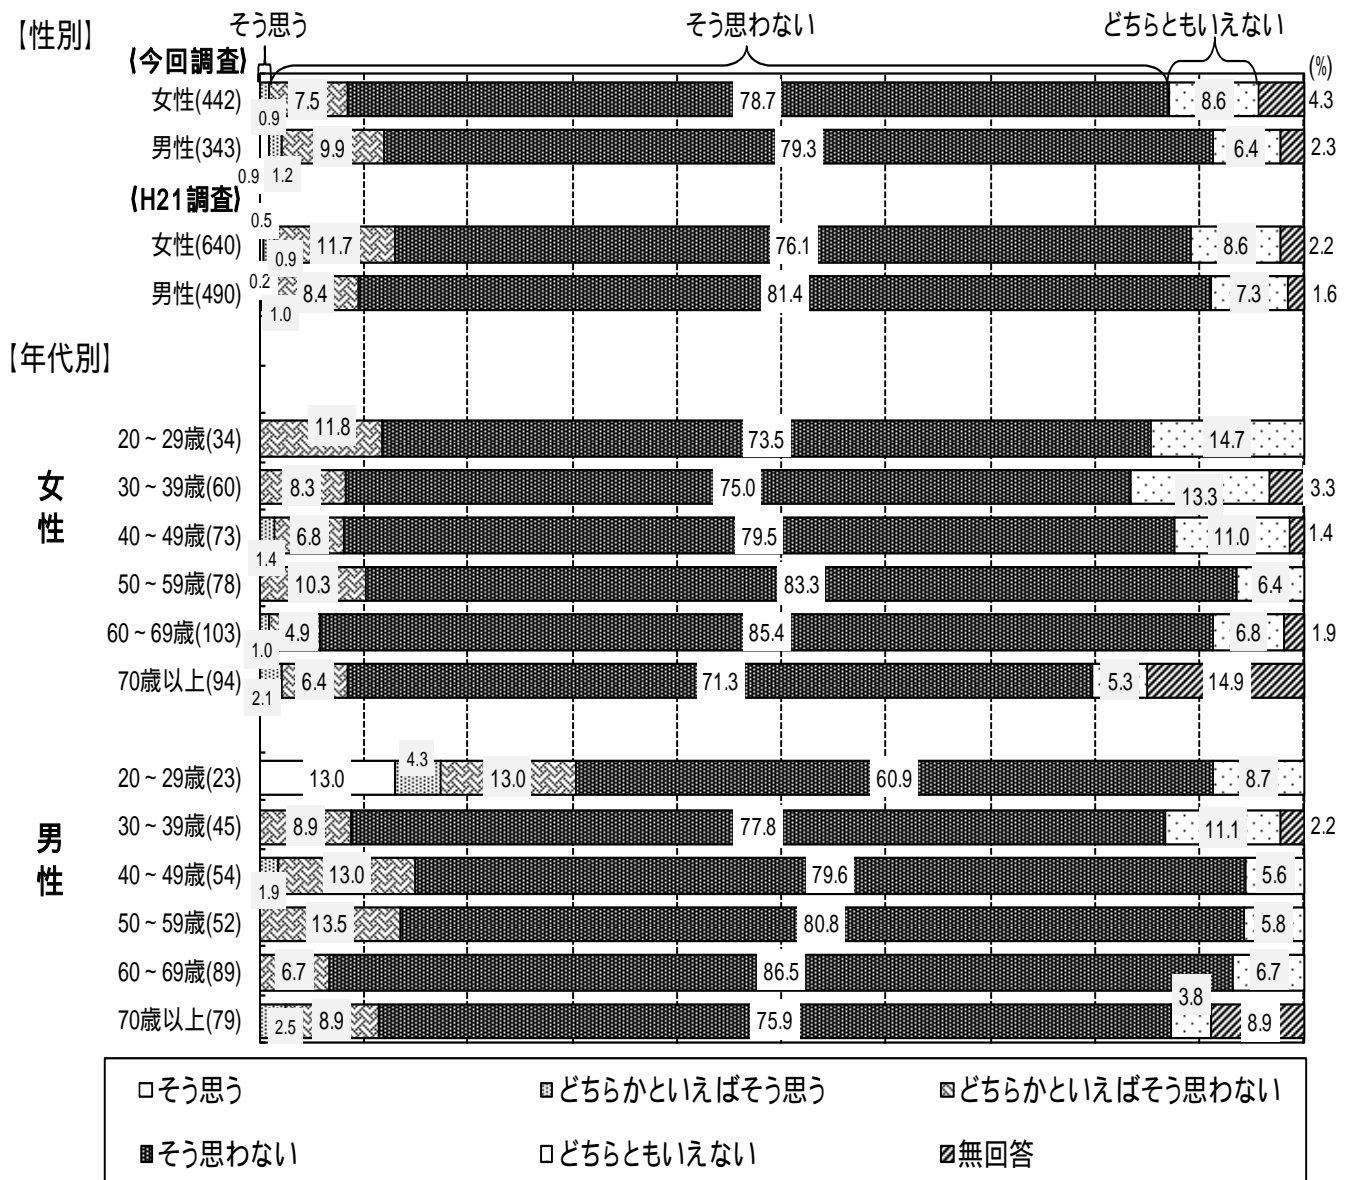 【性別】
そう思う
そう思わない
どちらともいえない
⟨今回調査⟩
(%)
女性(442)
0.9
7.5
78.7
8.6
4.3
男性(343)
0.9
1.2
9.9
79.3
6.4
2.3
⟨H21調査⟩
女性(640)
0.5
0.9
11.7
76.1
8.6
2.2
男性(490)
0.2
1.0
8.4
81.4
7.3
1.6
【年代別】
女性
20~29歳(34)
11.8
73.5
14.7
30~39歳(60)
8.3
75.0
13.3
3.3
40~49歳(73)
1.4
6.8
79.5
11.0
1.4
50~59歳(78)
10.3
83.3
6.4
60~69歳(103)
1.0
4.9
85.4
6.8
1.9
70歳以上(94)
2.1
6.4
71.3
5.3
14.9
男性
20~29歳(23)
13.0
4.3
13.0
60.9
8.7
30~39歳(45)
8.9
77.8
11.1
2.2
40~49歳(54)
1.9
13.0
79.6
5.6
50~59歳(52)
13.5
80.8
5.8
60~69歳(89)
6.7
86.5
6.7
70歳以上(79)
2.5
8.9
75.9
3.8
8.9
そう思う
どちらかといえばそう思う
どちらかといえばそう思わない
そう思わない
どちらともいえない
無回答